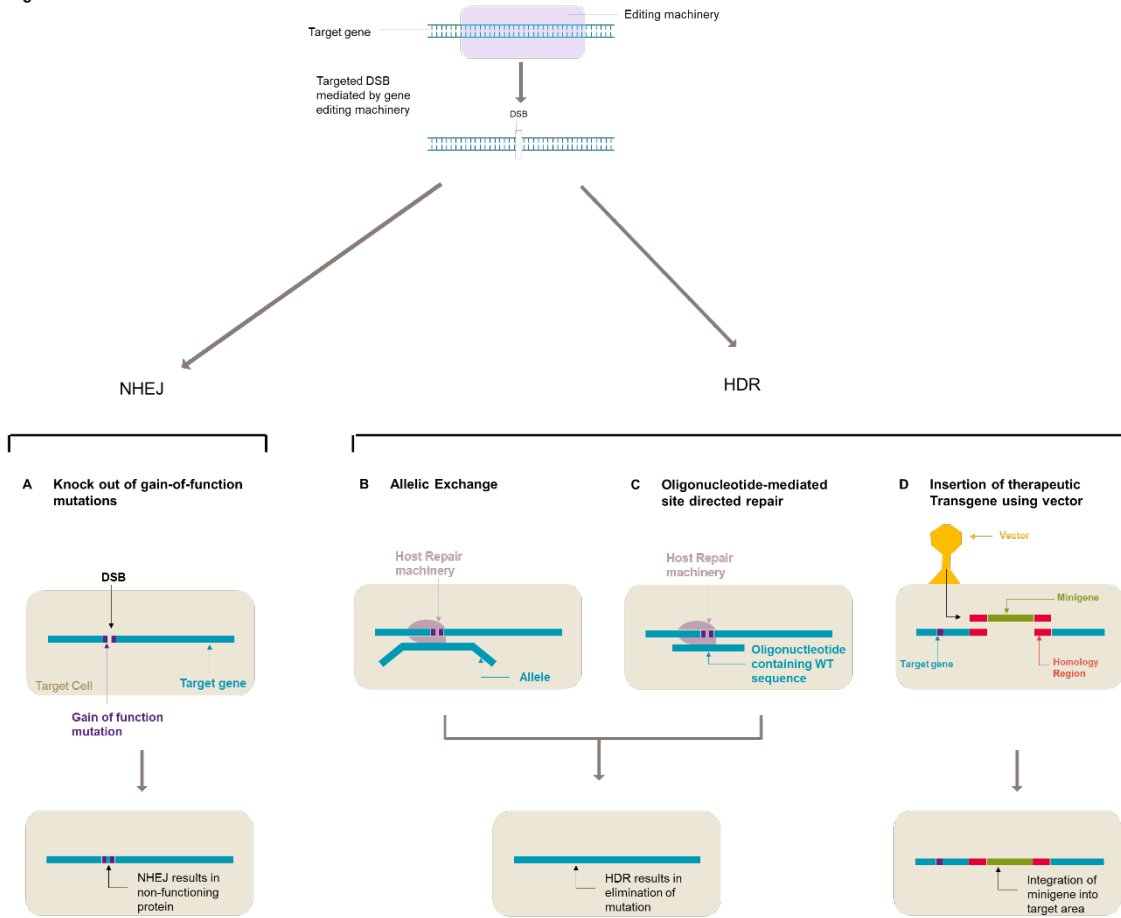 Editing machinery
Target gene
Targeted DSB
mediated by gene
editing machinery
DSB
NHEJ
HDR
A Knock out of gain-of-function
mutations
B Allelic Exchange
C Oligonucleotide-mediated
site directed repair
D Insertion of therapeutic
Transgene using vector
DSB
Target Cell
Target gene
Gain of function
mutation
Host Repair
machinery
Allele
Host Repair
machinery
Oligonucleotide
containing WT
sequence
Vector
Minigene
Target gene
Homology
Region
NHEJ results in
non-functioning
protein
HDR results in
elimination of
mutation
Integration of
minigene into
target area